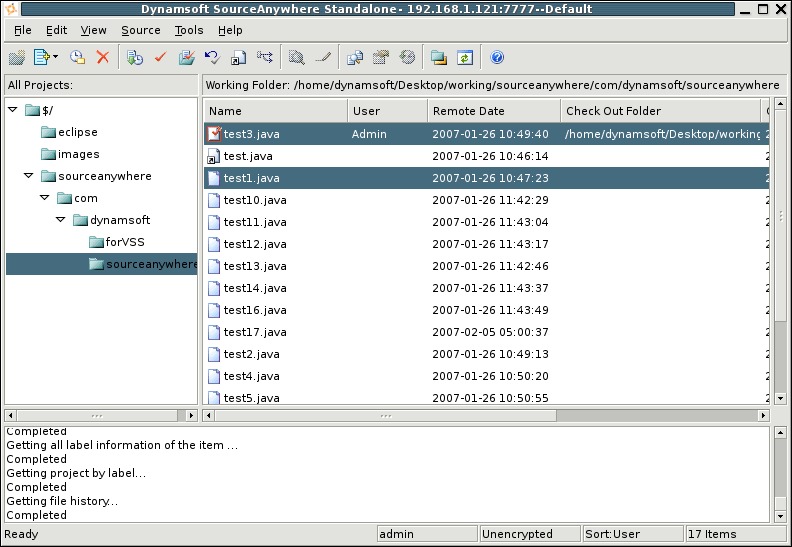 Dynamsoft SourceAnywhere Standalone- 192.168.1.121:7777--Default
File Edit View Source Tools Help
All Projects:
Working Folder: /home/dynamsoft/Desktop/working/sourceanywhere/com/dynamsoft/sourceanywhere
$/
eclipse
images
sourceanywhere
com
dynamsoft
forVSS
sourceanywhere
Name User Remote Date Check Out Folder
test3.java Admin 2007-01-26 10:49:40 /home/dynamsoft/Desktop/working
test.java 2007-01-26 10:46:14
test1.java 2007-01-26 10:47:23
test10.java 2007-01-26 11:42:29
test11.java 2007-01-26 11:43:04
test12.java 2007-01-26 11:43:17
test13.java 2007-01-26 11:42:46
test14.java 2007-01-26 11:43:37
test16.java 2007-01-26 11:43:49
test17.java 2007-02-05 05:00:37
test2.java 2007-01-26 10:49:13
test4.java 2007-01-26 10:50:20
test5.java 2007-01-26 10:50:55
Completed
Getting all label information of the item ...
Completed
Getting project by label...
Completed
Getting file history...
Completed
Ready admin Unencrypted Sort:User 17 Items